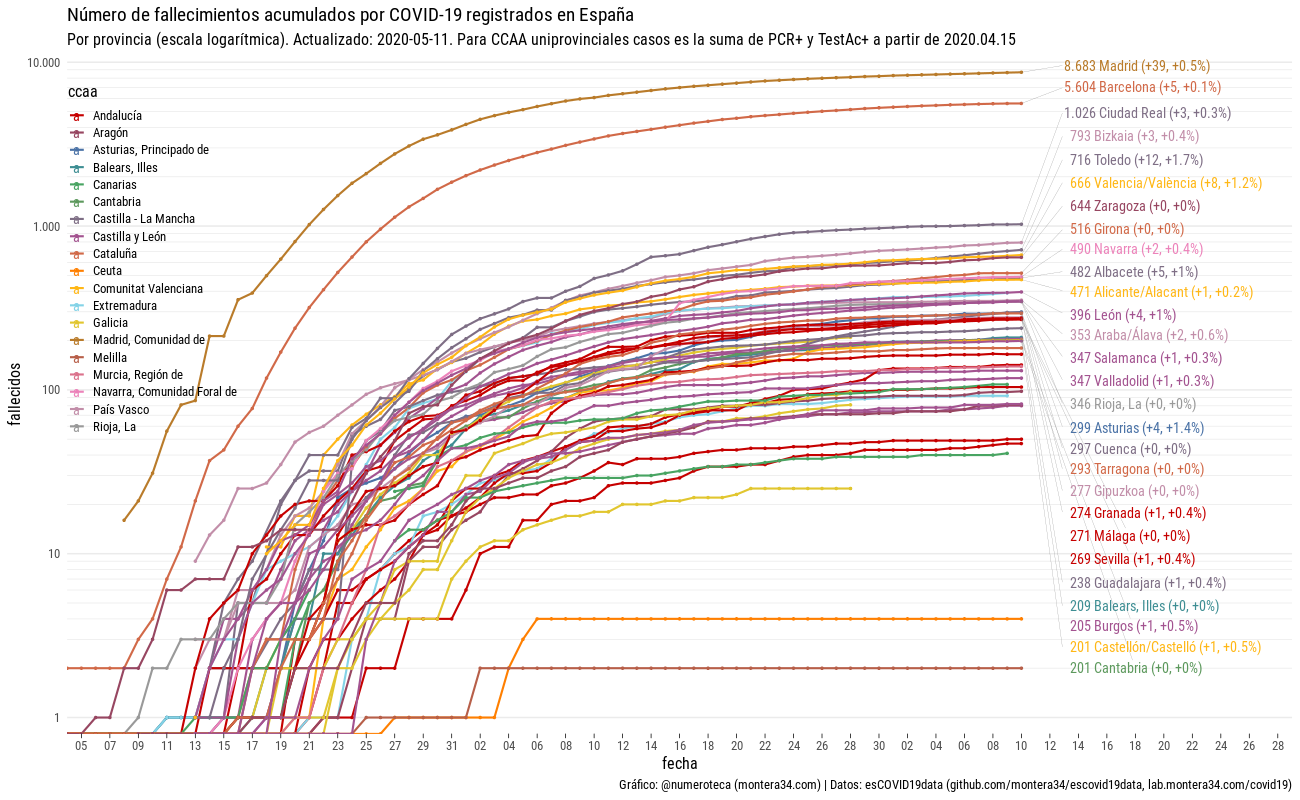 Número de fallecimientos acumulados por COVID-19 registrados en España
Por provincia (escala logarítmica). Actualizado: 2020-05-11. Para CCAA uniprovinciales casos es la suma de PCR+ y TestAc+ a partir de 2020.04.15
10.000
1.000
100
10
1
fallecidos
ccaa
Andalucía
Aragón
Asturias, Principado de
Balears, Illes
Canarias
Cantabria
Castilla - La Mancha
Castilla y León
Cataluña
Ceuta
Comunitat Valenciana
Extremadura
Galicia
Madrid, Comunidad de
Melilla
Murcia, Región de
Navarra, Comunidad Foral de
País Vasco
Rioja, La
8.683 Madrid (+39, +0.5%)
5.604 Barcelona (+5, +0.1%)
1.026 Ciudad Real (+3, +0.3%)
793 Bizkaia (+3, +0.4%)
716 Toledo (+12, +1.7%)
666 Valencia/València (+8, +1.2%)
644 Zaragoza (+0, +0%)
516 Girona (+0, +0%)
490 Navarra (+2, +0.4%)
482 Albacete (+5, +1%)
471 Alicante/Alacant (+1, +0.2%)
396 León (+4, +1%)
353 Araba/Álava (+2, +0.6%)
347 Salamanca (+1, +0.3%)
347 Valladolid (+1, +0.3%)
346 Rioja, La (+0, +0%)
299 Asturias (+4, +1.4%)
297 Cuenca (+0, +0%)
293 Tarragona (+0, +0%)
277 Gipuzkoa (+0, +0%)
274 Granada (+1, +0.4%)
271 Málaga (+0, +0%)
269 Sevilla (+1, +0.4%)
238 Guadalajara (+1, +0.4%)
209 Balears, Illes (+0, +0%)
205 Burgos (+1, +0.5%)
201 Castellón/Castelló (+1, +0.5%)
201 Cantabria (+0, +0%)
05 07 09 11 13 15 17 19 21 23 25 27 29 31 02 04 06 08 10 12 14 16 18 20 22 24 26 28 30 02 04 06 08 10 12 14 16 18 20 22 24 26 28
fecha
Gráfico: @numeroteca (montera34.com) | Datos: esCOVID19data (github.com/montera34/escovid19data, lab.montera34.com/covid19)